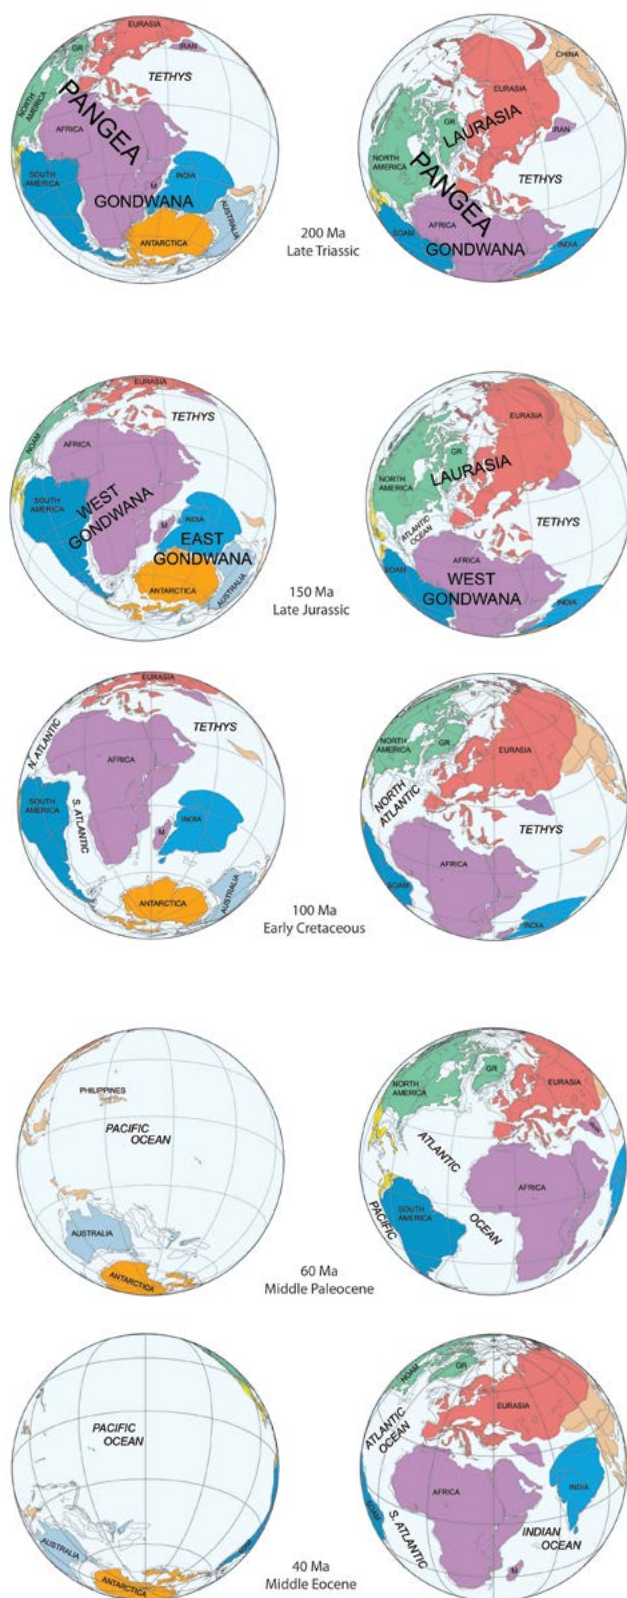 EURASIA
GR
IRAN
NORTH
AMERICA
TETHYS
PANGEA
AFRICA
SOUTH
AMERICA
M
INDIA
GONDWANA
AUSTRALIA
ANTARCTICA
CHINA
EURASIA
GR
LAURASIA
IRAN
NORTH
AMERICA
PANGEA
TETHYS
SOAM
AFRICA
GONDWANA
INDIA
200 Ma
Late Triassic
EURASIA
TETHYS
NOAM
AFRICA
SOUTH
AMERICA
WEST
GONDWANA
M
INDIA
EAST
GONDWANA
ANTARCTICA
AUSTRALIA
EURASIA
GR
NORTH
AMERICA
LAURASIA
ATLANTIC
OCEAN
TETHYS
AFRICA
SOAM
WEST
GONDWANA
INDIA
150 Ma
Late Jurassic
EURASIA
TETHYS
N. ATLANTIC
AFRICA
SOUTH
AMERICA
S. ATLANTIC
INDIA
M
ANTARCTICA
AUSTRALIA
NORTH
AMERICA
GR
EURASIA
NORTH
ATLANTIC
TETHYS
AFRICA
SOAM
INDIA
100 Ma
Early Cretaceous
PHILIPPINES
PACIFIC
OCEAN
AUSTRALIA
ANTARCTICA
GR
NORTH
AMERICA
EURASIA
ATLANTIC
AFRICA
SOUTH
AMERICA
PACIFIC
OCEAN
60 Ma
Middle Paleocene
PACIFIC
OCEAN
AUSTRALIA
ANTARCTICA
NOAM
GR
EURASIA
ATLANTIC
OCEAN
AFRICA
INDIA
SOAM
S. ATLANTIC
INDIAN
OCEAN
M
40 Ma
Middle Eocene